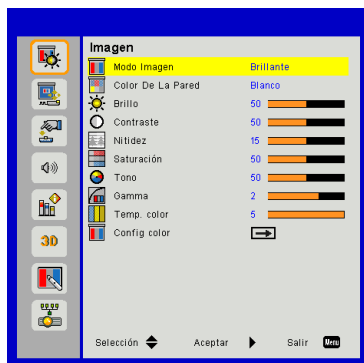 Imagen
Modo Imagen Brillante
Color De La Pared Blanco
Brillo 50
Contraste 50
Nitidez 15
Saturación 50
Tono 50
Gamma 2
Temp. color 5
Config color
3D
Selección Aceptar Salir Menu